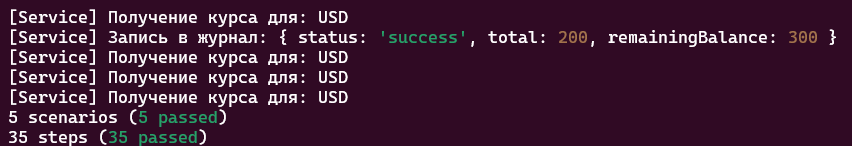 [Service] Получение курса для: USD
[Service] Запись в журнал: { status: 'success', total: 200, remainingBalance: 300 }
[Service] Получение курса для: USD
[Service] Получение курса для: USD
[Service] Получение курса для: USD
5 scenarios (5 passed)
35 steps (35 passed)